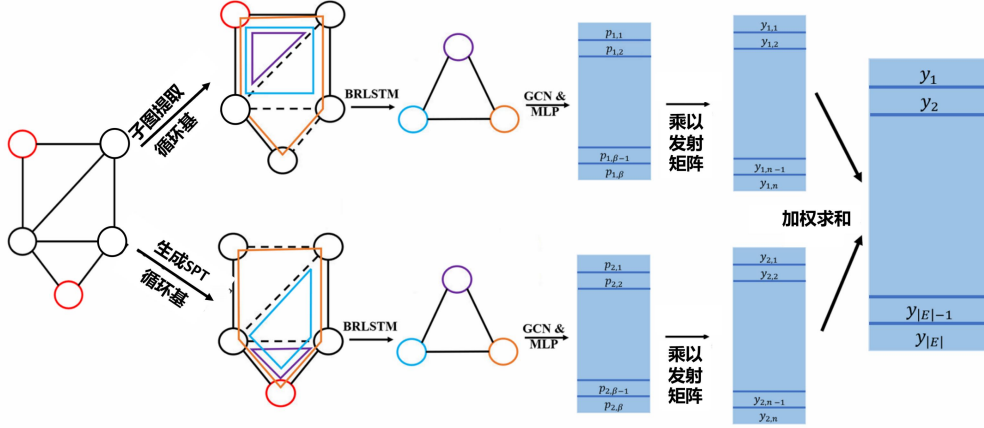 子图提取
循环基
BRLSTM
GCN &
MLP
p1,1
p1,2
p1,β−1
p1,β
乘以
发射
矩阵
y1,1
y1,2
y1,n−1
y1,n
生成SPT
循环基
BRLSTM
GCN &
MLP
p2,1
p2,2
p2,β−1
p2,β
乘以
发射
矩阵
y2,1
y2,2
y2,n−1
y2,n
加权求和
y1
y2
y|E|−1
y|E|